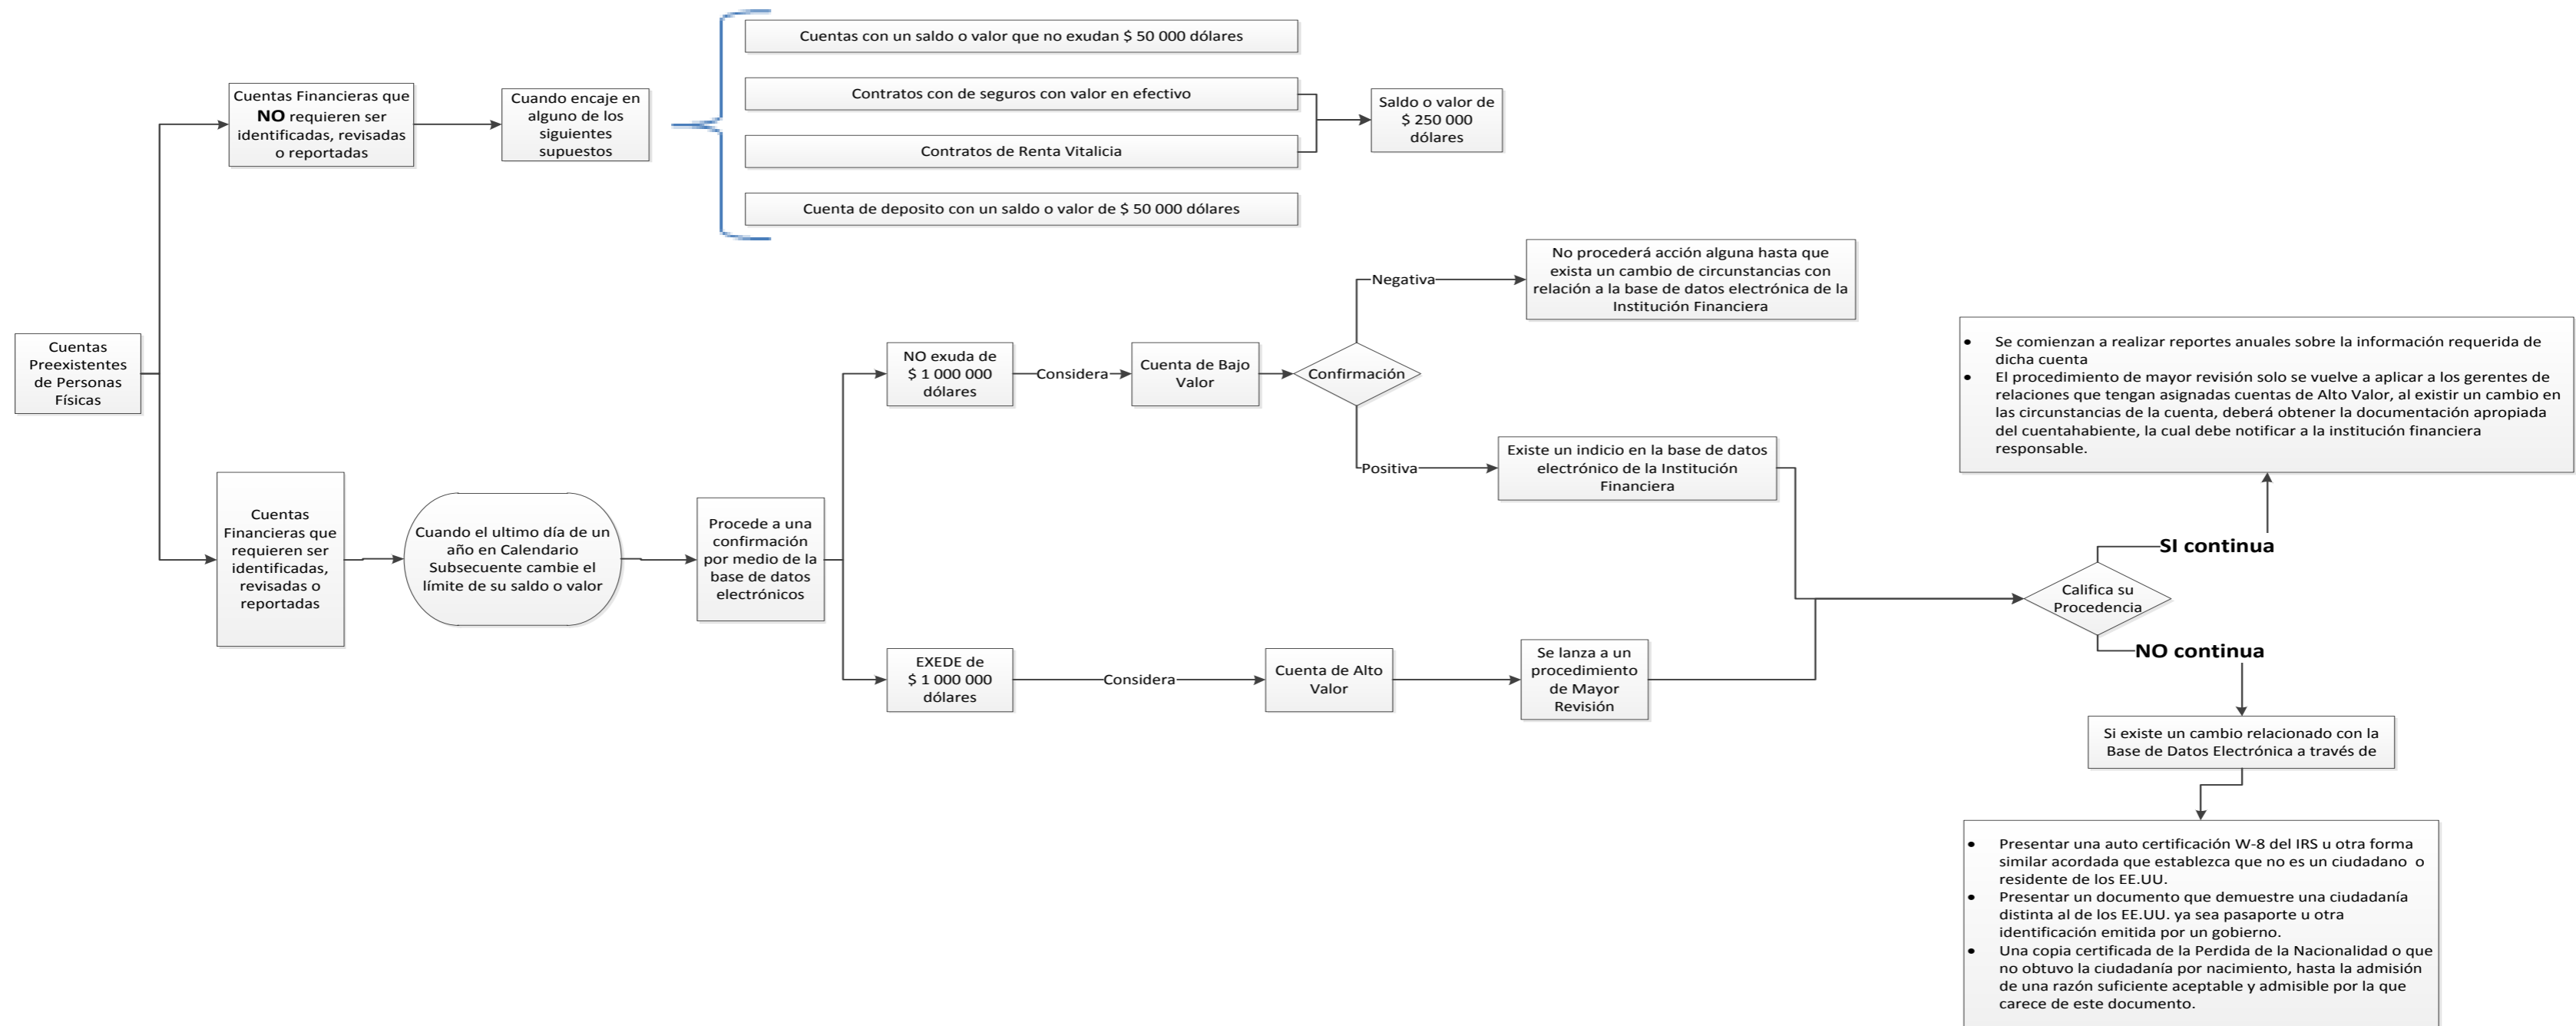 Cuentas con un saldo o valor que no exudan $ 50 000 dólares
Cuentas Financieras que
NO requieren ser
identificadas, revisadas
o reportadas
Cuando encaje en
alguno de los
siguientes
supuestos
Contratos con de seguros con valor en efectivo
Saldo o valor de
$ 250 000
dólares
Contratos de Renta Vitalicia
Cuenta de deposito con un saldo o valor de $ 50 000 dólares
No procederá acción alguna hasta que
exista un cambio de circunstancias con
relación a la base de datos electrónica de la
Institución Financiera
Negativa
Cuentas
Preexistentes
de Personas
Físicas
NO exuda de
$ 1 000 000
dólares
Considera
Cuenta de Bajo
Valor
Confirmación
Positiva
Existe un indicio en la base de datos
electrónico de la Institución
Financiera
• Se comienzan a realizar reportes anuales sobre la información requerida de
dicha cuenta
• El procedimiento de mayor revisión solo se vuelve a aplicar a los gerentes de
relaciones que tengan asignadas cuentas de Alto Valor, al existir un cambio en
las circunstancias de la cuenta, deberá obtener la documentación apropiada
del cuentahabiente, la cual debe notificar a la institución financiera
responsable.
Cuentas
Financieras que
requieren ser
identificadas,
revisadas o
reportadas
Cuando el ultimo día de un
año en Calendario
Subsecuente cambie el
límite de su saldo o valor
Procede a una
confirmación
por medio de la
base de datos
electrónicos
SI continua
Califica su
Procedencia
NO continua
EXEDE de
$ 1 000 000
dólares
Considera
Cuenta de Alto
Valor
Se lanza a un
procedimiento
de Mayor
Revisión
Si existe un cambio relacionado con la
Base de Datos Electrónica a través de
• Presentar una auto certificación W-8 del IRS u otra forma
similar acordada que establezca que no es un ciudadano o
residente de los EE.UU.
• Presentar un documento que demuestre una ciudadanía
distinta al de los EE.UU. ya sea pasaporte u otra
identificación emitida por un gobierno.
• Una copia certificada de la Perdida de la Nacionalidad o que
no obtuvo la ciudadanía por nacimiento, hasta la admisión
de una razón suficiente aceptable y admisible por la que
carece de este documento.